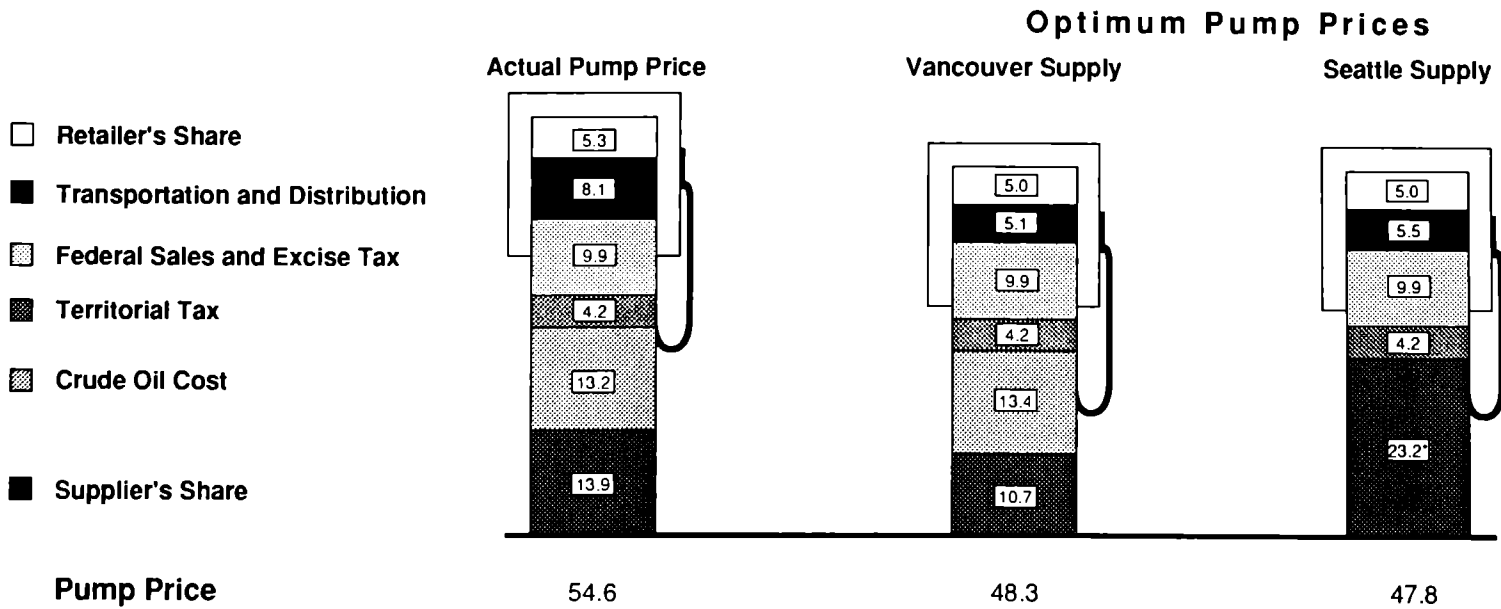 Optimum Pump Prices
Actual Pump Price Vancouver Supply Seattle Supply
Retailer's Share 5.3 5.0 5.0
Transportation and Distribution 8.1 5.1 5.5
Federal Sales and Excise Tax 9.9 9.9 9.9
Territorial Tax 4.2 4.2 4.2
Crude Oil Cost 13.2 13.4 23.2*
Supplier's Share 13.9 10.7
Pump Price 54.6 48.3 47.8